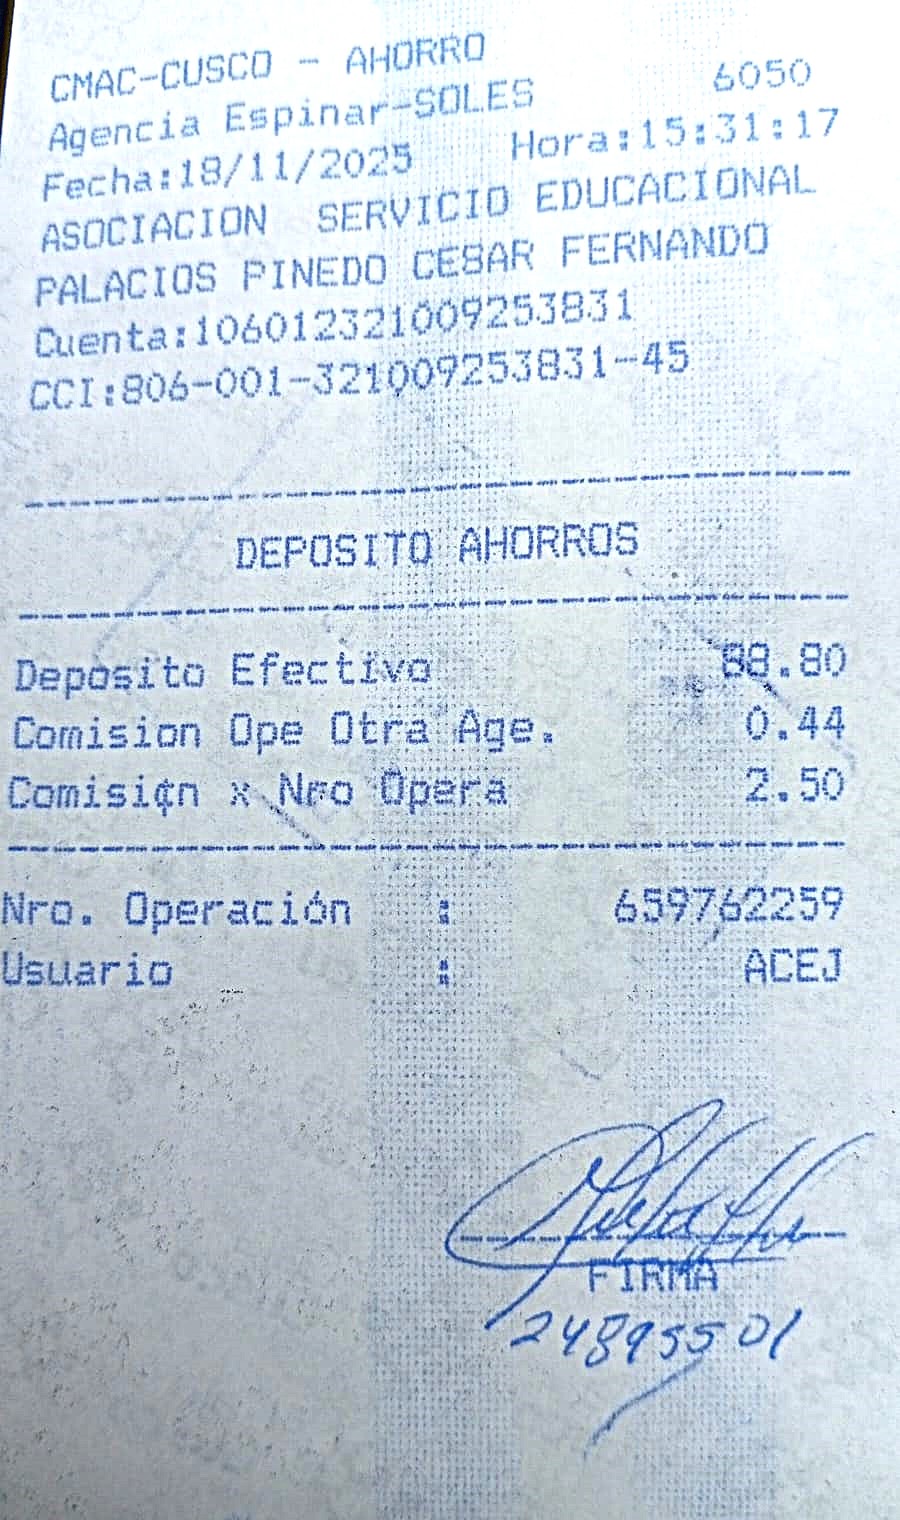 CMAC-CUSCO - AHORRO
Agencia Espinar-SOLES 6050
Fecha:18/11/2025 Hora:15:31:17
ASOCIACION SERVICIO EDUCACIONAL
PALACIOS PINEDO CESAR FERNANDO
Cuenta:106012321009253831
CCI:806-001-321009253831-45
DEPOSITO AHORROS
Deposito Efectivo 88.80
Comision Ope Otra Age. 0.44
Comisión x Nro Opera 2.50
Nro. Operación : 659762259
Usuario : ACEJ
FIRMA
24895501